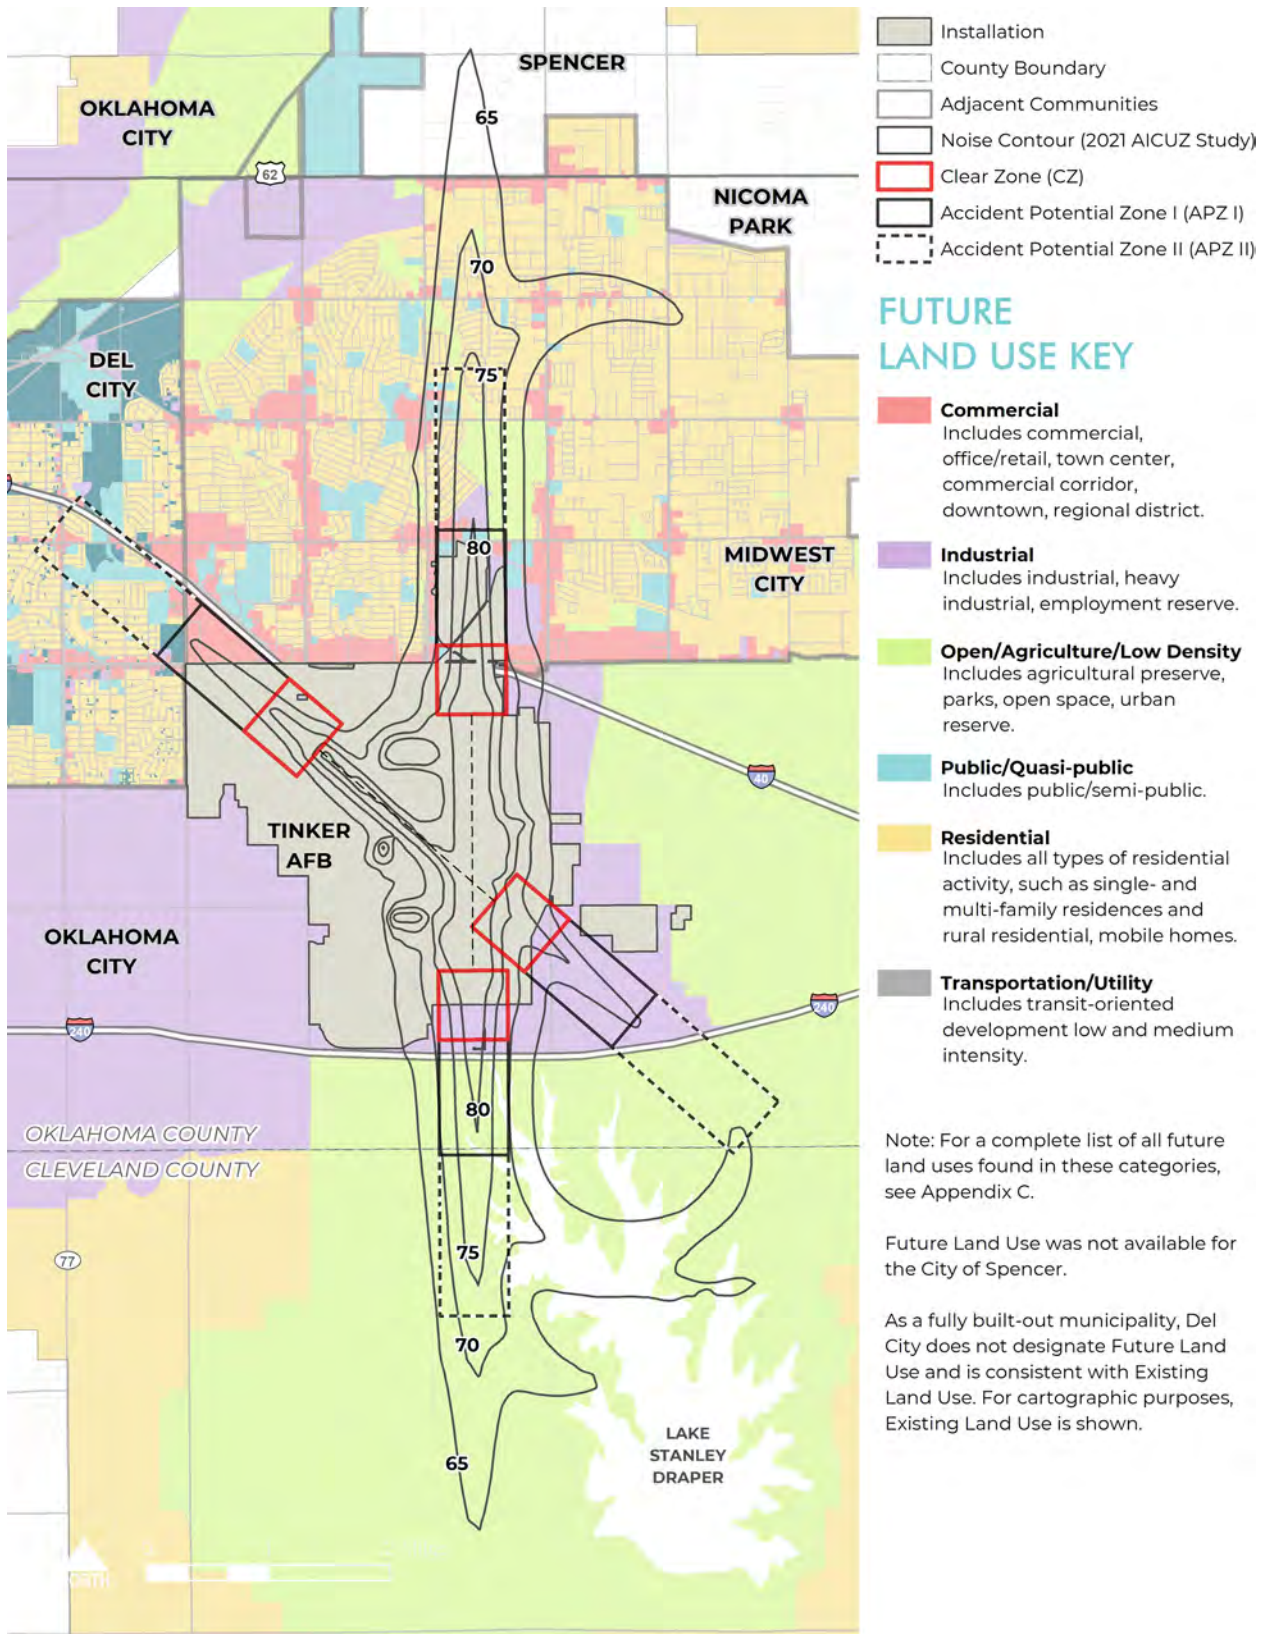 SPENCER
OKLAHOMA
CITY
65
62
NICOMA
PARK
70
DEL
CITY
75
80
MIDWEST
CITY
40
TINKER
AFB
OKLAHOMA
CITY
240
240
80
OKLAHOMA COUNTY
CLEVELAND COUNTY
77
75
70
65
LAKE
STANLEY
DRAPER
Installation
County Boundary
Adjacent Communities
Noise Contour (2021 AICUZ Study)
Clear Zone (CZ)
Accident Potential Zone I (APZ I)
Accident Potential Zone II (APZ II)
FUTURE
LAND USE KEY
Commercial
Includes commercial,
office/retail, town center,
commercial corridor,
downtown, regional district.
Industrial
Includes industrial, heavy
industrial, employment reserve.
Open/Agriculture/Low Density
Includes agricultural preserve,
parks, open space, urban
reserve.
Public/Quasi-public
Includes public/semi-public.
Residential
Includes all types of residential
activity, such as single- and
multi-family residences and
rural residential, mobile homes.
Transportation/Utility
Includes transit-oriented
development low and medium
intensity.
Note: For a complete list of all future
land uses found in these categories,
see Appendix C.
Future Land Use was not available for
the City of Spencer.
As a fully built-out municipality, Del
City does not designate Future Land
Use and is consistent with Existing
Land Use. For cartographic purposes,
Existing Land Use is shown.